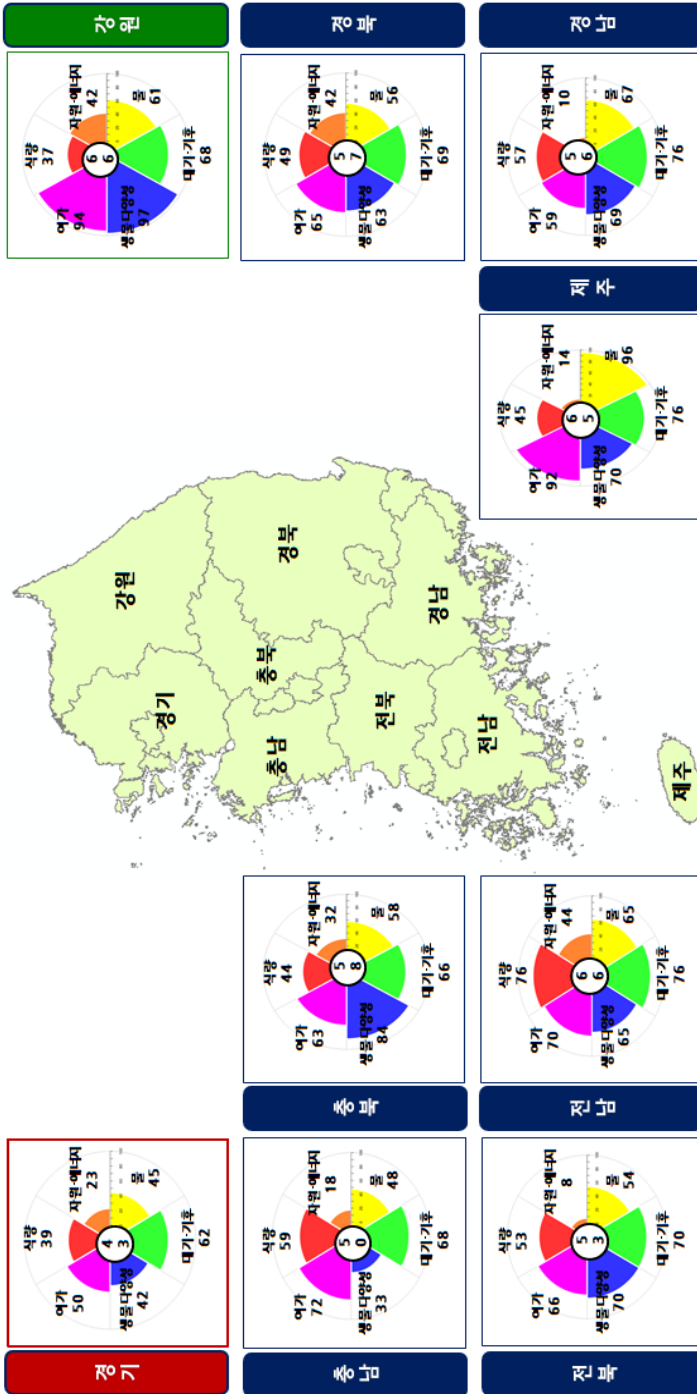 경기
식량
39
자원·에너지
23
여가
50
물
45
생물다양성
42
대기·기후
62
4
3
강원
식량
37
자원·에너지
42
여가
94
물
61
생물다양성
97
대기·기후
68
6
6
충남
식량
59
자원·에너지
18
여가
72
물
48
생물다양성
33
대기·기후
68
5
0
충북
식량
44
자원·에너지
32
여가
63
물
58
생물다양성
84
대기·기후
66
5
8
경북
식량
49
자원·에너지
42
여가
65
물
56
생물다양성
63
대기·기후
69
5
7
전북
식량
53
자원·에너지
8
여가
66
물
54
생물다양성
70
대기·기후
70
5
3
전남
식량
76
자원·에너지
44
여가
70
물
65
생물다양성
65
대기·기후
76
6
6
제주
식량
45
자원·에너지
14
여가
92
물
96
생물다양성
70
대기·기후
76
6
5
경남
식량
57
자원·에너지
10
여가
59
물
67
생물다양성
69
대기·기후
76
5
6
강원
경기
충북
경북
충남
전북
경남
전남
제주